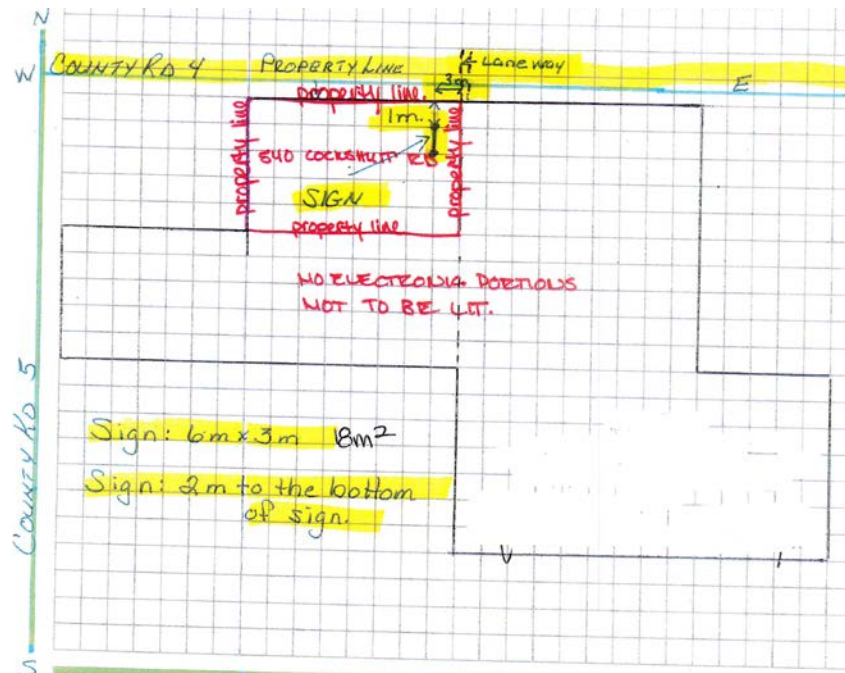 N
W COUNTY RD 4 PROPERTY LINE Laneway E
3m
property line.
1m.
property line
property line
540 COCKSHUTT RD
SIGN
property line
NO ELECTRONIC PORTIONS
NOT TO BE LIT.
COUNTY RD 5
Sign: 6m x 3m 18m²
Sign: 2m to the bottom
of sign.
S